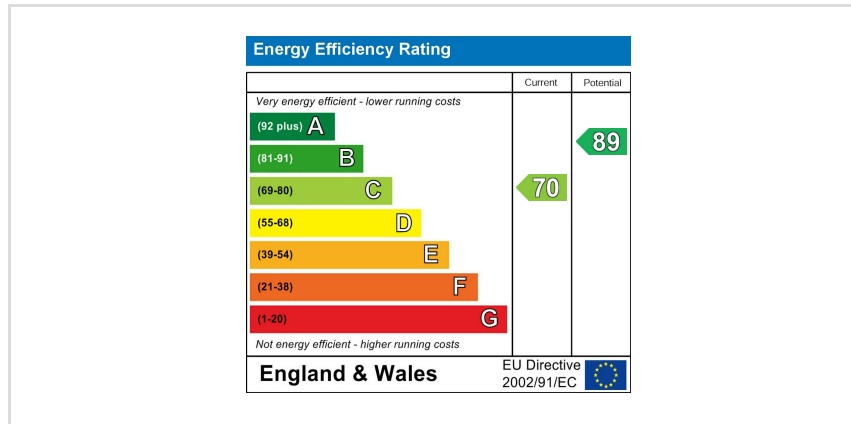 Energy Efficiency Rating
Current Potential
Very energy efficient - lower running costs
(92 plus) A
(81-91) B
89
(69-80) C
70
(55-68) D
(39-54) E
(21-38) F
(1-20) G
Not energy efficient - higher running costs
England & Wales
EU Directive
2002/91/EC